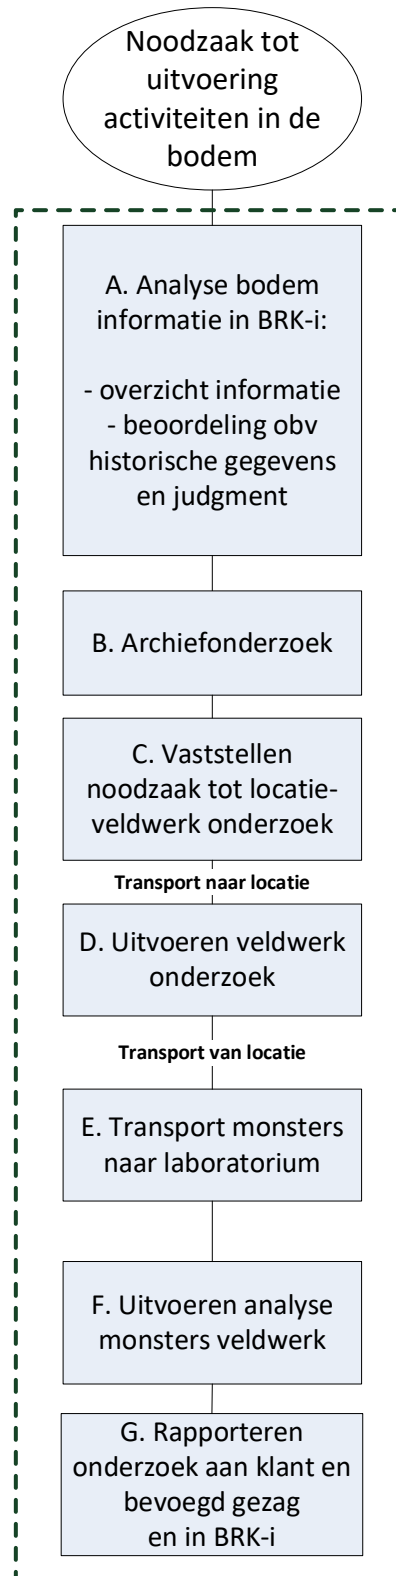 Noodzaak tot
uitvoering
activiteiten in de
bodem
A. Analyse bodem
informatie in BRK-i:
- overzicht informatie
- beoordeling obv
historische gegevens
en judgment
B. Archiefonderzoek
C. Vaststellen
noodzaak tot locatie-
veldwerk onderzoek
Transport naar locatie
D. Uitvoeren veldwerk
onderzoek
Transport van locatie
E. Transport monsters
naar laboratorium
F. Uitvoeren analyse
monsters veldwerk
G. Rapporteren
onderzoek aan klant en
bevoegd gezag
en in BRK-i